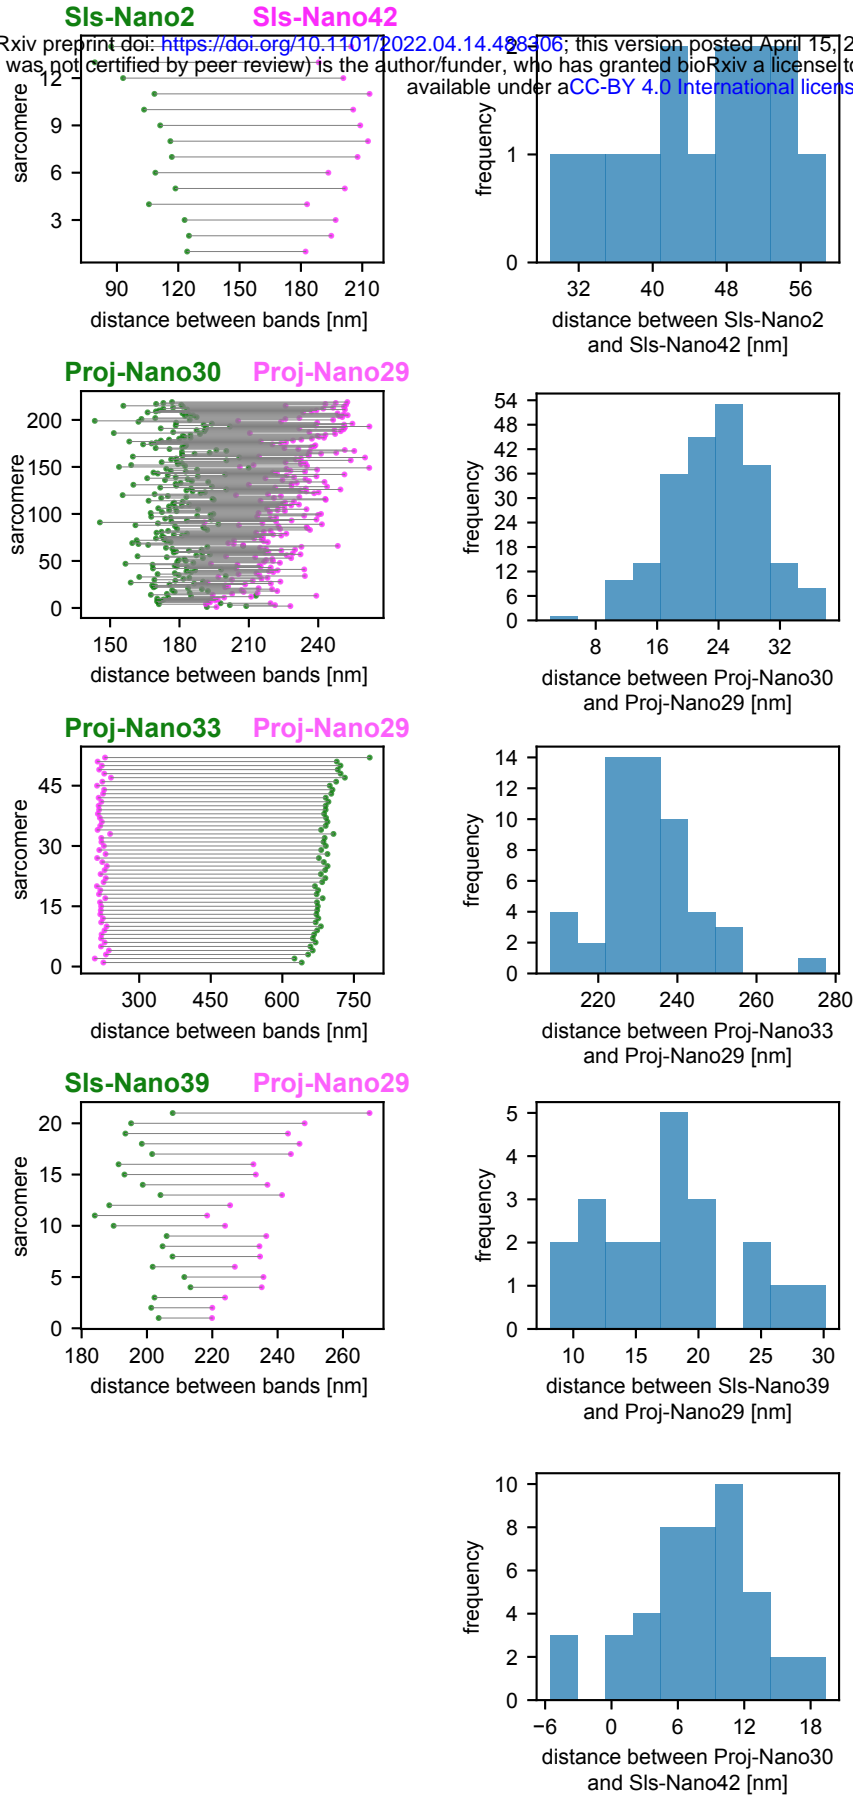 Sls-Nano2 Sls-Nano42
Rxiv preprint doi: https://doi.org/10.1101/2022.04.14.488306; this version posted April 15, 2
was not certified by peer review) is the author/funder, who has granted bioRxiv a license to
available under aCC-BY 4.0 International licens
sarcomere
12
9
6
3
90 120 150 180 210
distance between bands [nm]
frequency
2
1
0
32 40 48 56
distance between Sls-Nano2
and Sls-Nano42 [nm]
Proj-Nano30 Proj-Nano29
sarcomere
200
150
100
50
0
150 180 210 240
distance between bands [nm]
frequency
54
48
42
36
30
24
18
12
6
0
8 16 24 32
distance between Proj-Nano30
and Proj-Nano29 [nm]
Proj-Nano33 Proj-Nano29
sarcomere
45
30
15
0
300 450 600 750
distance between bands [nm]
frequency
14
12
10
8
6
4
2
0
220 240 260 280
distance between Proj-Nano33
and Proj-Nano29 [nm]
Sls-Nano39 Proj-Nano29
sarcomere
20
15
10
5
0
180 200 220 240 260
distance between bands [nm]
frequency
5
4
3
2
1
0
10 15 20 25 30
distance between Sls-Nano39
and Proj-Nano29 [nm]
frequency
10
8
6
4
2
0
−6 0 6 12 18
distance between Proj-Nano30
and Sls-Nano42 [nm]